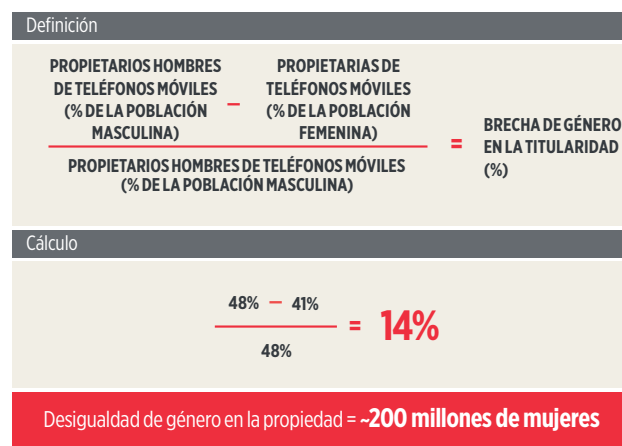 Definición
PROPIETARIOS HOMBRES
DE TELÉFONOS MÓVILES
(% DE LA POBLACIÓN
MASCULINA)
–
PROPIETARIAS DE
TELÉFONOS MÓVILES
(% DE LA POBLACIÓN
FEMENINA)
PROPIETARIOS HOMBRES DE TELÉFONOS MÓVILES
(% DE LA POBLACIÓN MASCULINA)
=
BRECHA DE GÉNERO
EN LA TITULARIDAD
(%)
Cálculo
48% – 41%
48%
= 14%
Desigualdad de género en la propiedad = ~200 millones de mujeres